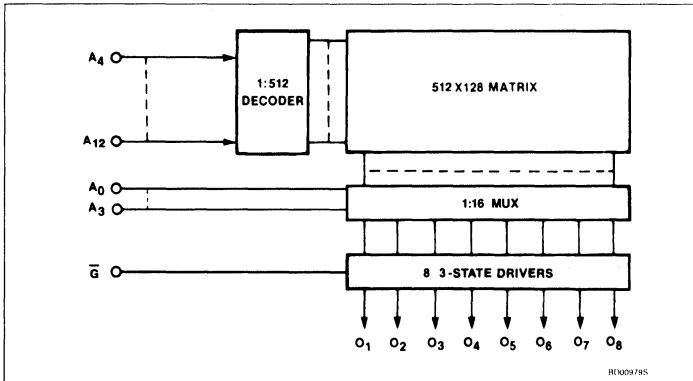 A4
1:512
DECODER
512 X 128 MATRIX
A12
A0
1:16 MUX
A3
G̅
8 3-STATE DRIVERS
O1 O2 O3 O4 O5 O6 O7 O8
BD00979S